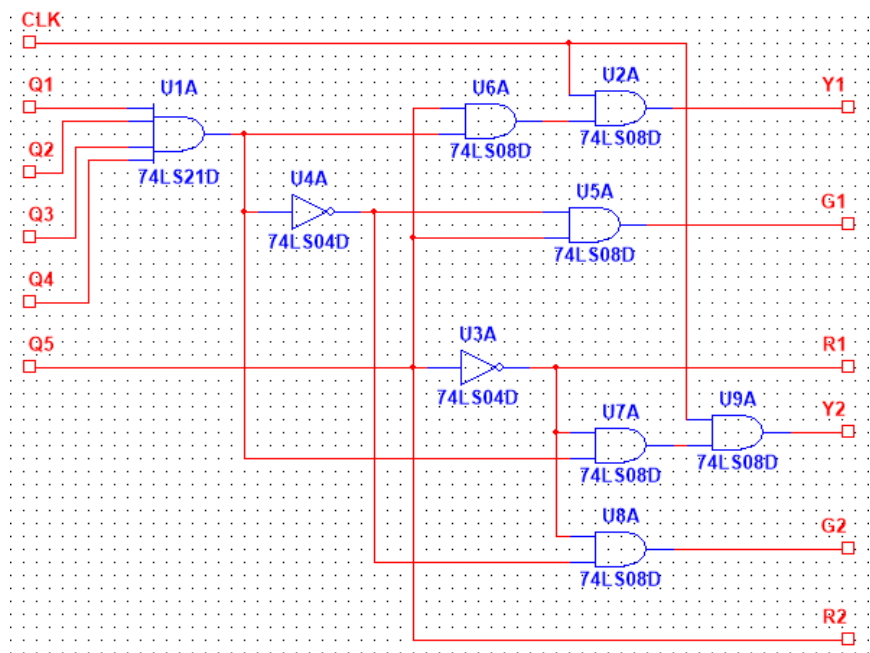 CLK
Q1
U1A
U6A
U2A
Y1
Q2
74LS21D
74LS08D
74LS08D
U4A
U5A
G1
Q3
74LS04D
74LS08D
Q4
Q5
U3A
R1
74LS04D
U7A
U9A
Y2
74LS08D
74LS08D
U8A
G2
74LS08D
R2